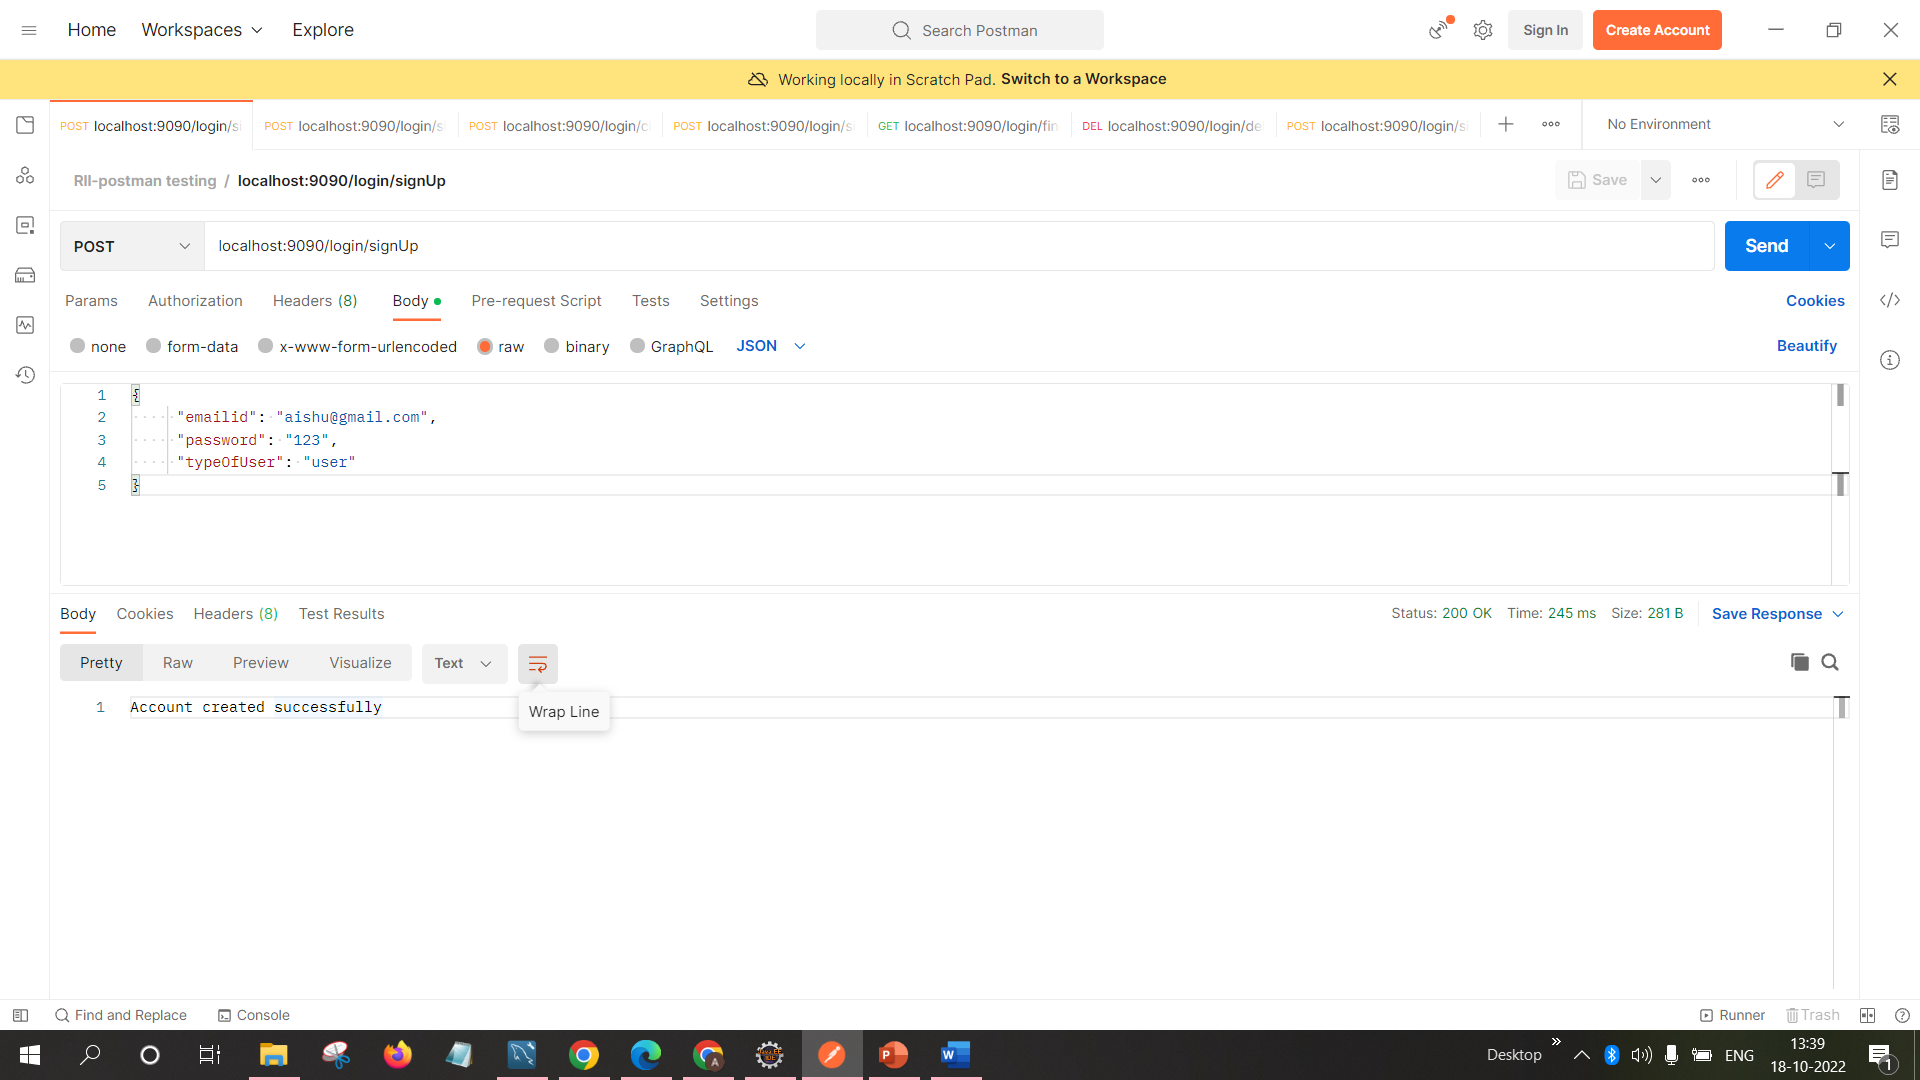 Home Workspaces Explore Search Postman Sign In Create Account
Working locally in Scratch Pad. Switch to a Workspace
POST localhost:9090/login/si POST localhost:9090/login/s POST localhost:9090/login/c POST localhost:9090/login/s GET localhost:9090/login/fin DEL localhost:9090/login/de POST localhost:9090/login/s No Environment
RII-postman testing / localhost:9090/login/signUp Save
POST localhost:9090/login/signUp Send
Params Authorization Headers (8) Body Pre-request Script Tests Settings Cookies
none form-data x-www-form-urlencoded raw binary GraphQL JSON Beautify
1 {
2 "emailid": "aishu@gmail.com",
3 "password": "123",
4 "typeOfUser": "user"
5 }
Body Cookies Headers (8) Test Results Status: 200 OK Time: 245 ms Size: 281 B Save Response
Pretty Raw Preview Visualize Text
1 Account created successfully
Wrap Line
Find and Replace Console Runner Trash
Desktop » ENG 13:39
18-10-2022 1